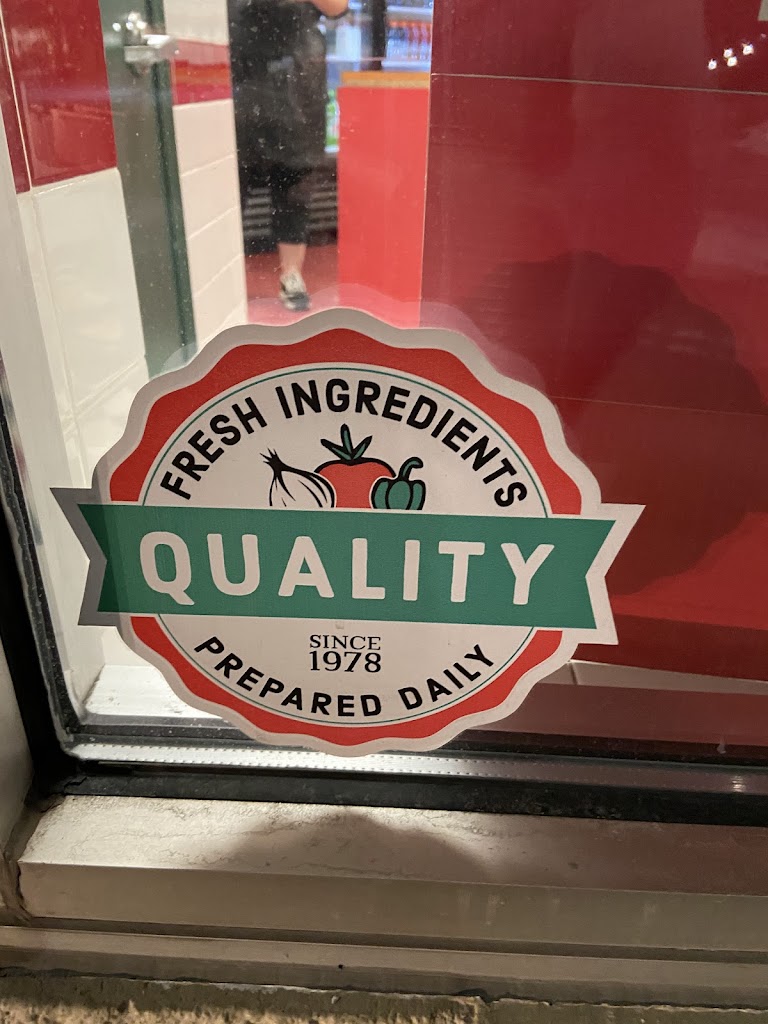 FRESH INGREDIENTS
QUALITY
SINCE
1978
PREPARED DAILY